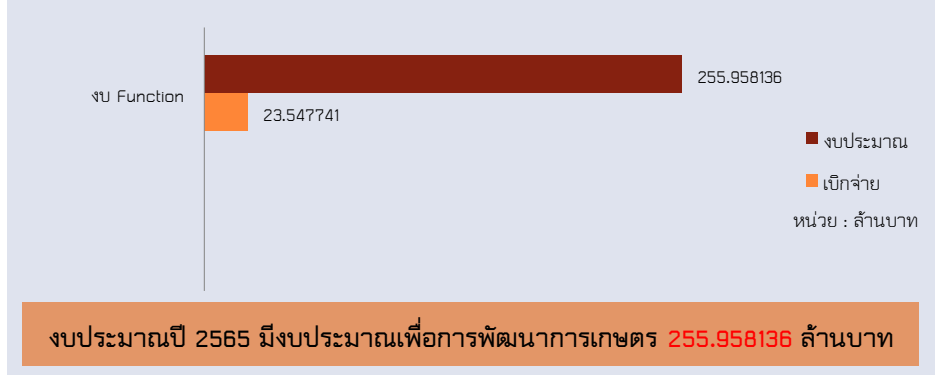 255.958136
งบ Function
23.547741
งบประมาณ
เบิกจ่าย
หน่วย : ล้านบาท
งบประมาณปี 2565 มีงบประมาณเพื่อการพัฒนาการเกษตร 255.958136 ล้านบาท